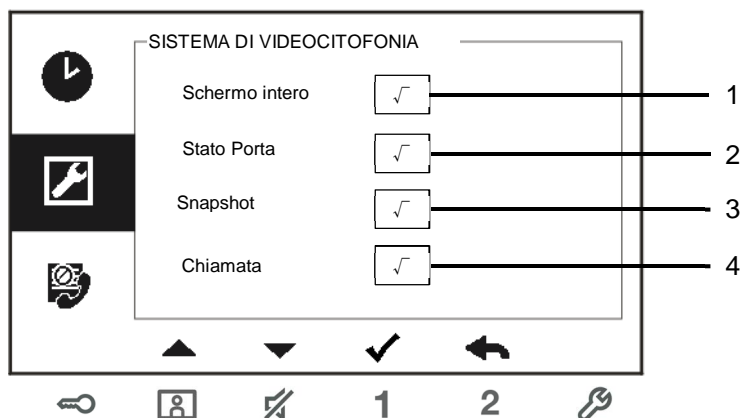 SISTEMA DI VIDEOCITOFONIA
Schermo intero √ 1
Stato Porta √ 2
Snapshot √ 3
Chiamata √ 4
1 2